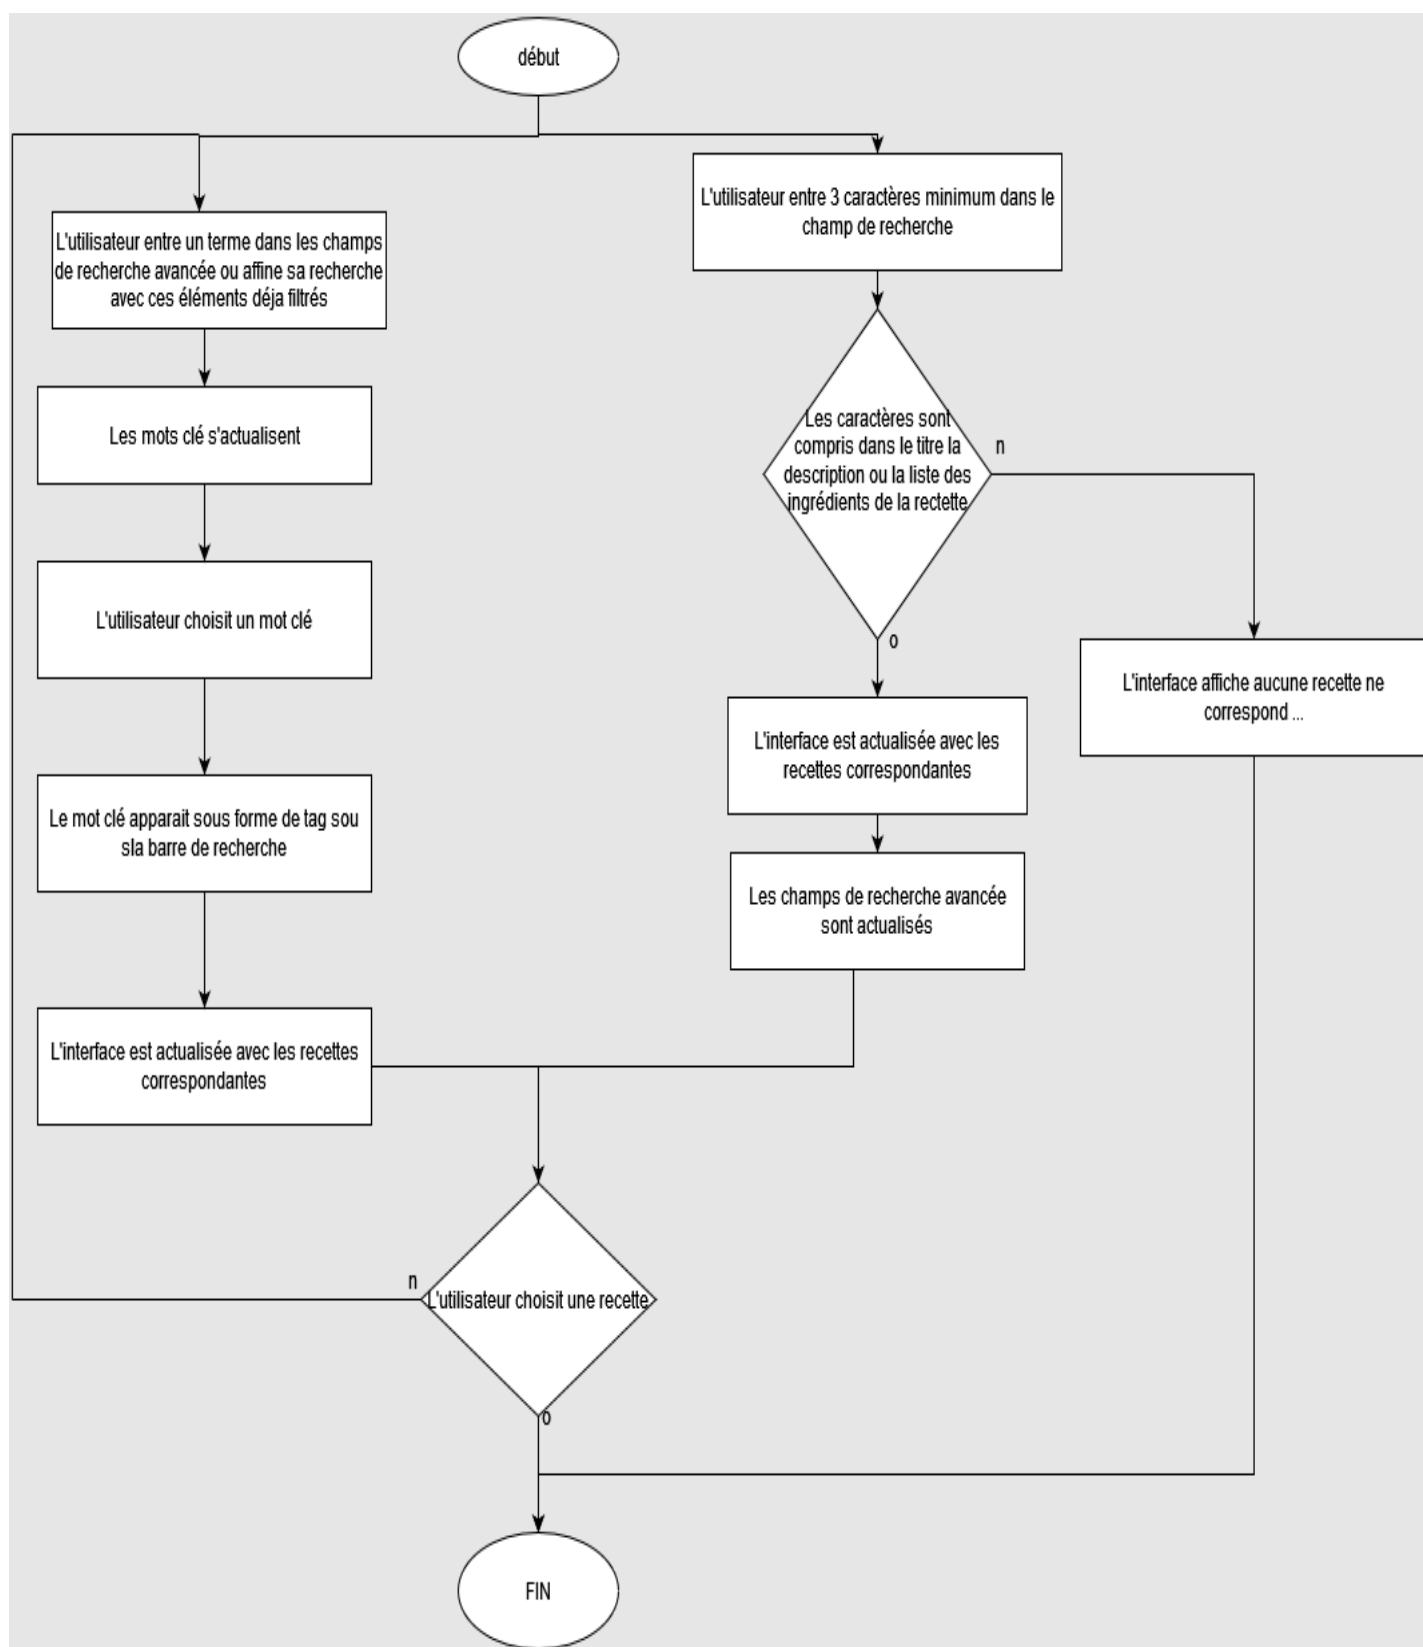 début
L'utilisateur entre un terme dans les champs
de recherche avancée ou affine sa recherche
avec ces éléments déja filtrés
Les mots clé s'actualisent
L'utilisateur choisit un mot clé
Le mot clé apparait sous forme de tag sou
sla barre de recherche
L'interface est actualisée avec les recettes
correspondantes
L'utilisateur entre 3 caractères minimum dans le
champ de recherche
Les caractères sont
compris dans le titre la
description ou la liste des
ingrédients de la rectette
n
o
L'interface affiche aucune recette ne
correspond ...
L'interface est actualisée avec les
recettes correspondantes
Les champs de recherche avancée
sont actualisés
n
L'utilisateur choisit une recette
o
FIN